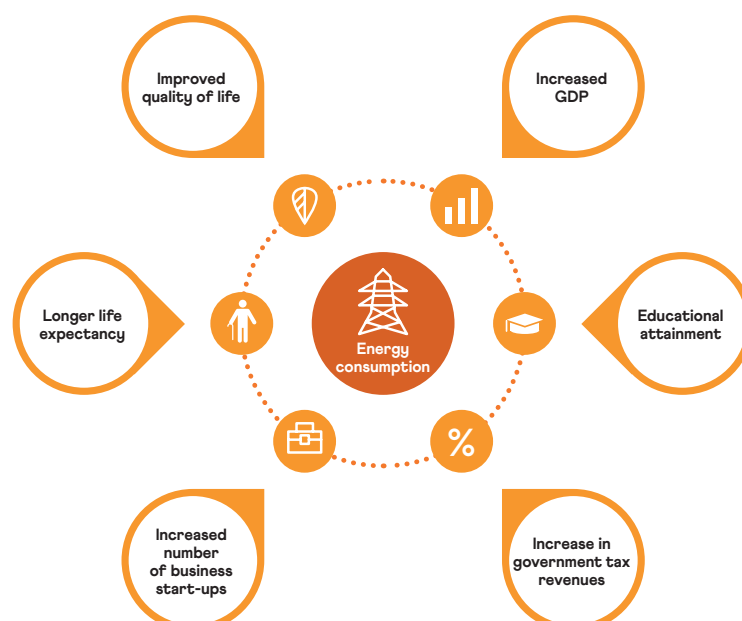 Improved
quality of life
Increased
GDP
Longer life
expectancy
Energy
consumption
Educational
attainment
%
Increased
number
of business
start-ups
Increase in
government tax
revenues